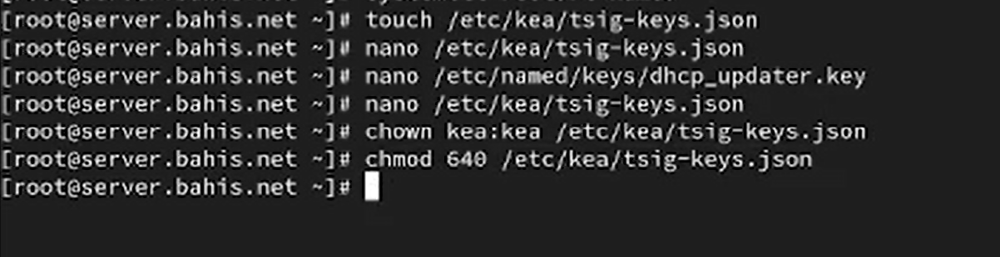 [root@server.bahis.net ~]# touch /etc/kea/tsig-keys.json
[root@server.bahis.net ~]# nano /etc/kea/tsig-keys.json
[root@server.bahis.net ~]# nano /etc/named/keys/dhcp_updater.key
[root@server.bahis.net ~]# nano /etc/kea/tsig-keys.json
[root@server.bahis.net ~]# chown kea:kea /etc/kea/tsig-keys.json
[root@server.bahis.net ~]# chmod 640 /etc/kea/tsig-keys.json
[root@server.bahis.net ~]#